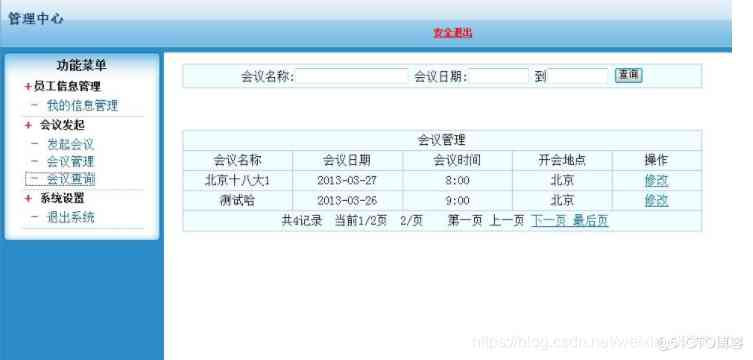 管理中心
安全退出
功能菜单
+员工信息管理
- 我的信息管理
+ 会议发起
- 发起会议
- 会议管理
- 会议查询
+ 系统设置
- 退出系统
会议名称: 会议日期: 到 查询
会议管理
会议名称 会议日期 会议时间 开会地点 操作
北京十八大1 2013-03-27 8:00 北京 修改
测试哈 2013-03-26 9:00 北京 修改
共4记录 当前1/2页 2/页 第一页 上一页 下一页 最后页
@51CTO博客